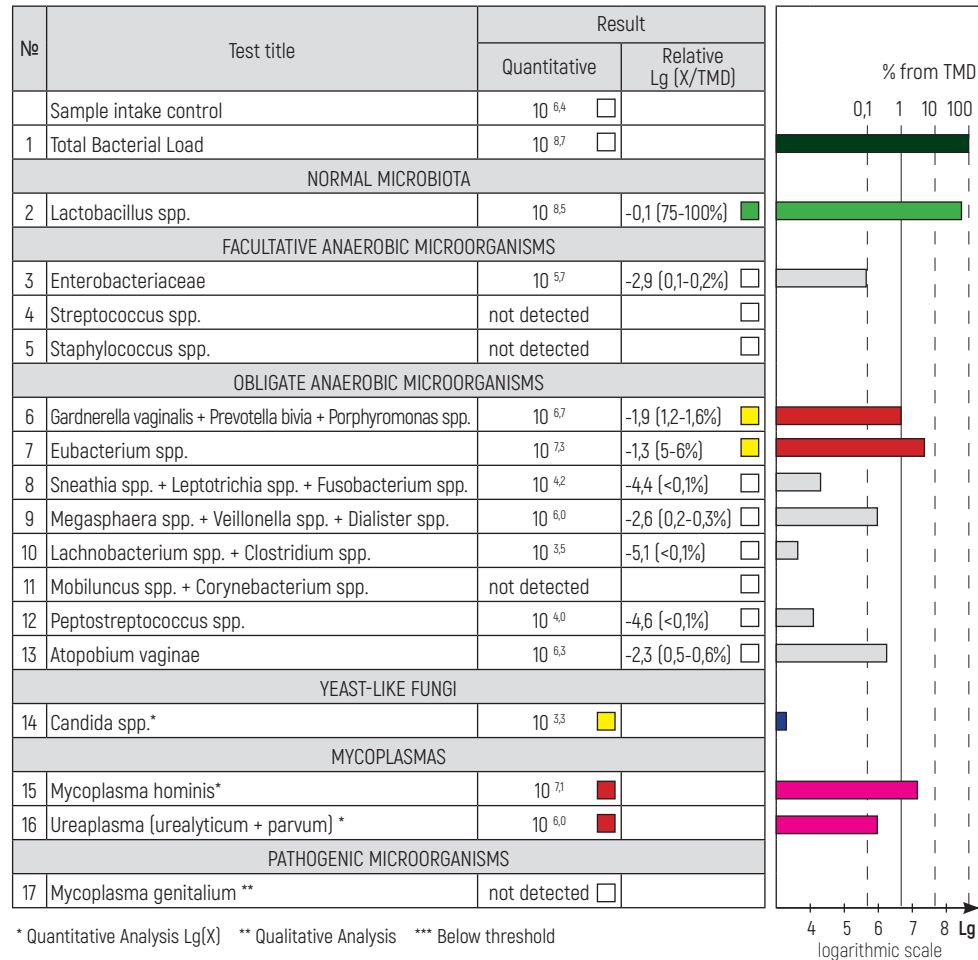 № Test title Result
Quantitative Relative Lg (X/TMD)
% from TMD
0,1 1 10 100
Sample intake control 10 6,4
1 Total Bacterial Load 10 8,7
NORMAL MICROBIOTA
2 Lactobacillus spp. 10 8,5 -0,1 (75-100%)
FACULTATIVE ANAEROBIC MICROORGANISMS
3 Enterobacteriaceae 10 5,7 -2,9 (0,1-0,2%)
4 Streptococcus spp. not detected
5 Staphylococcus spp. not detected
OBLIGATE ANAEROBIC MICROORGANISMS
6 Gardnerella vaginalis + Prevotella bivia + Porphyromonas spp. 10 6,7 -1,9 (1,2-1,6%)
7 Eubacterium spp. 10 7,3 -1,3 (5-6%)
8 Sneathia spp. + Leptotrichia spp. + Fusobacterium spp. 10 4,2 -4,4 (<0,1%)
9 Megasphaera spp. + Veillonella spp. + Dialister spp. 10 6,0 -2,6 (0,2-0,3%)
10 Lachnobacterium spp. + Clostridium spp. 10 3,5 -5,1 (<0,1%)
11 Mobiluncus spp. + Corynebacterium spp. not detected
12 Peptostreptococcus spp. 10 4,0 -4,6 (<0,1%)
13 Atopobium vaginae 10 6,3 -2,3 (0,5-0,6%)
YEAST-LIKE FUNGI
14 Candida spp.* 10 3,3
MYCOPLASMAS
15 Mycoplasma hominis* 10 7,1
16 Ureaplasma (urealyticum + parvum) * 10 6,0
PATHOGENIC MICROORGANISMS
17 Mycoplasma genitalium ** not detected
4 5 6 7 8 Lg
logarithmic scale
* Quantitative Analysis Lg(X) ** Qualitative Analysis *** Below threshold